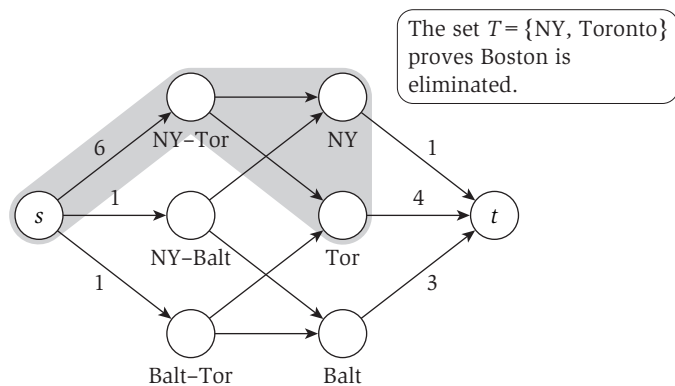 The set T = {NY, Toronto}
proves Boston is
eliminated.
6
NY–Tor
NY
1
s
1
4
t
NY–Balt
Tor
1
3
Balt–Tor
Balt